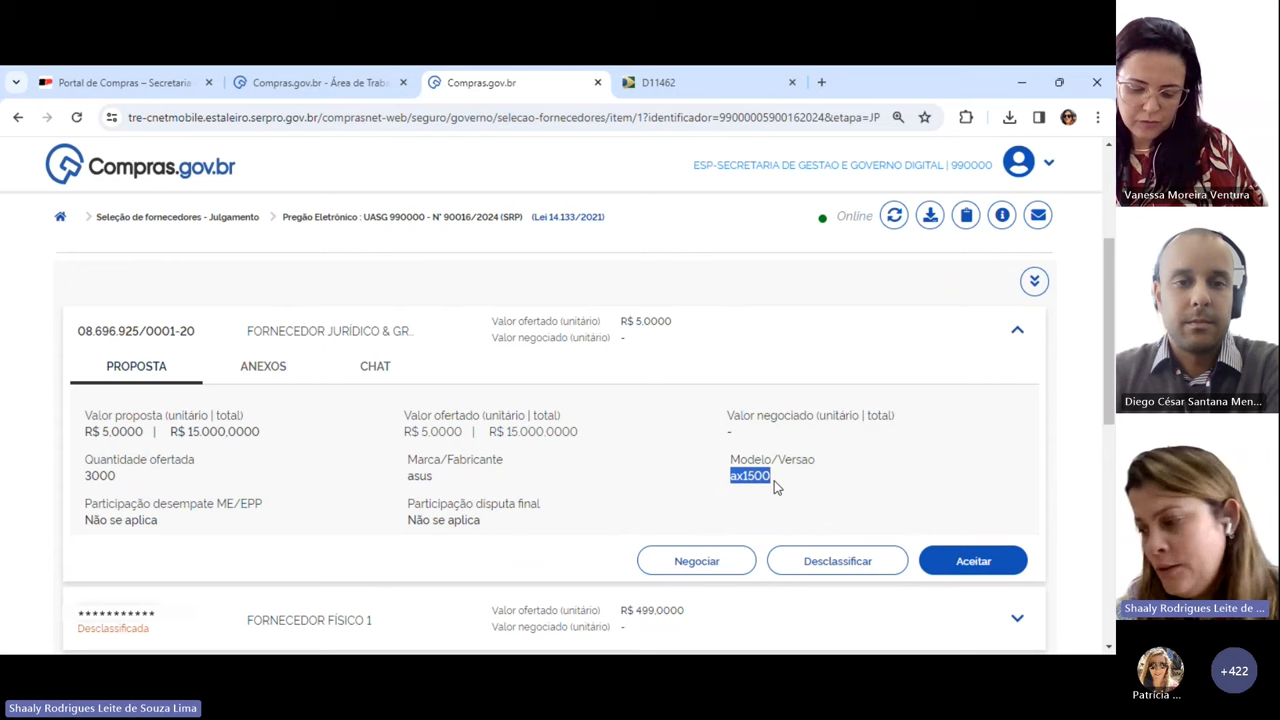 Portal de Compras – Secretaria
Compras.gov.br - Área de Trab
Compras.gov.br
D11462
tre-cnetmobile.estaleiro.serpro.gov.br/comprasnet-web/seguro/governo/selecao-fornecedores/item/1?identificador=99000005900162024&etapa=JP
Compras.gov.br
ESP-SECRETARIA DE GESTAO E GOVERNO DIGITAL | 990000
Seleção de fornecedores - Julgamento
Pregão Eletrônico : UASG 990000 - N° 90016/2024 (SRP) (Lei 14.133/2021)
Online
08.696.925/0001-20
FORNECEDOR JURÍDICO & GR...
Valor ofertado (unitário) R$ 5,0000
Valor negociado (unitário) -
PROPOSTA ANEXOS CHAT
Valor proposta (unitário | total) Valor ofertado (unitário | total) Valor negociado (unitário | total)
R$ 5,0000 | R$ 15.000,0000 R$ 5,0000 | R$ 15.000,0000 -
Quantidade ofertada Marca/Fabricante Modelo/Versao
3000 asus ax1500
Participação desempate ME/EPP Participação disputa final
Não se aplica Não se aplica
Negociar Desclassificar Aceitar
***********
Desclassificada
FORNECEDOR FÍSICO 1
Valor ofertado (unitário) R$ 499,0000
Valor negociado (unitário) -
Vanessa Moreira Ventura
Diego César Santana Men...
Shaaly Rodrigues Leite de ...
Patrícia ...
+422
Shaaly Rodrigues Leite de Souza Lima